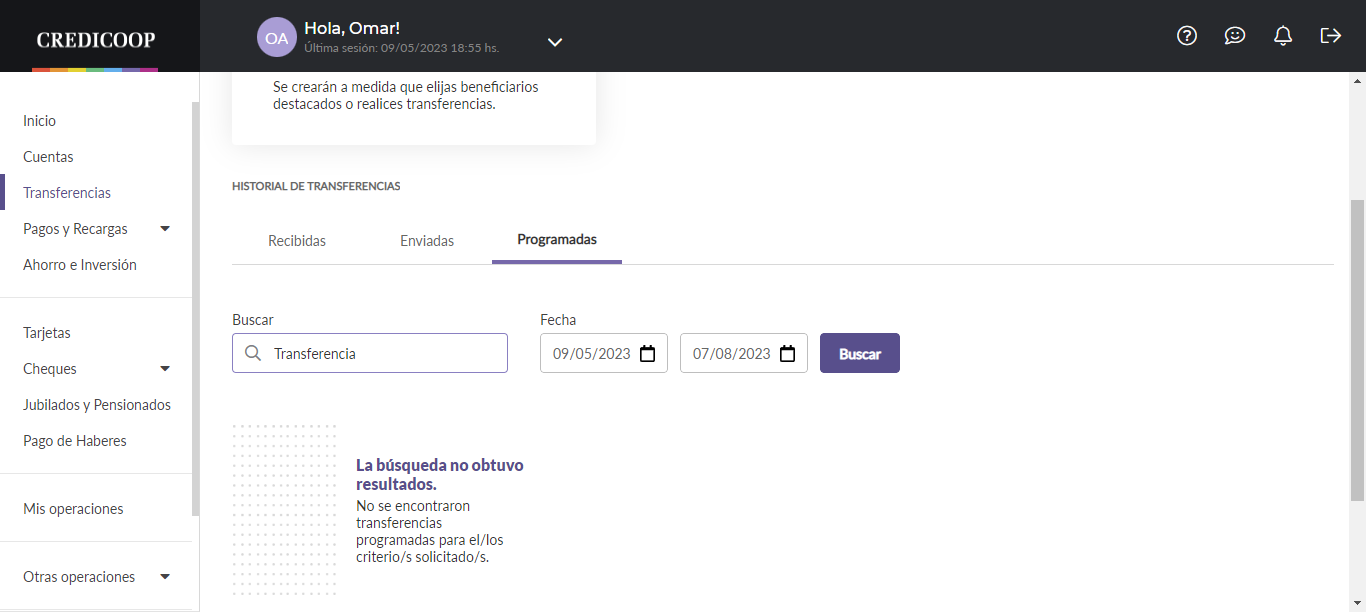 CREDICOOP
OA
Hola, Omar!
Última sesión: 09/05/2023 18:55 hs.
Inicio
Cuentas
Transferencias
Pagos y Recargas
Ahorro e Inversión
Tarjetas
Cheques
Jubilados y Pensionados
Pago de Haberes
Mis operaciones
Otras operaciones
Se crearán a medida que elijas beneficiarios
destacados o realices transferencias.
HISTORIAL DE TRANSFERENCIAS
Recibidas Enviadas Programadas
Buscar Fecha
Transferencia 09/05/2023 07/08/2023 Buscar
La búsqueda no obtuvo
resultados.
No se encontraron
transferencias
programadas para el/los
criterio/s solicitado/s.